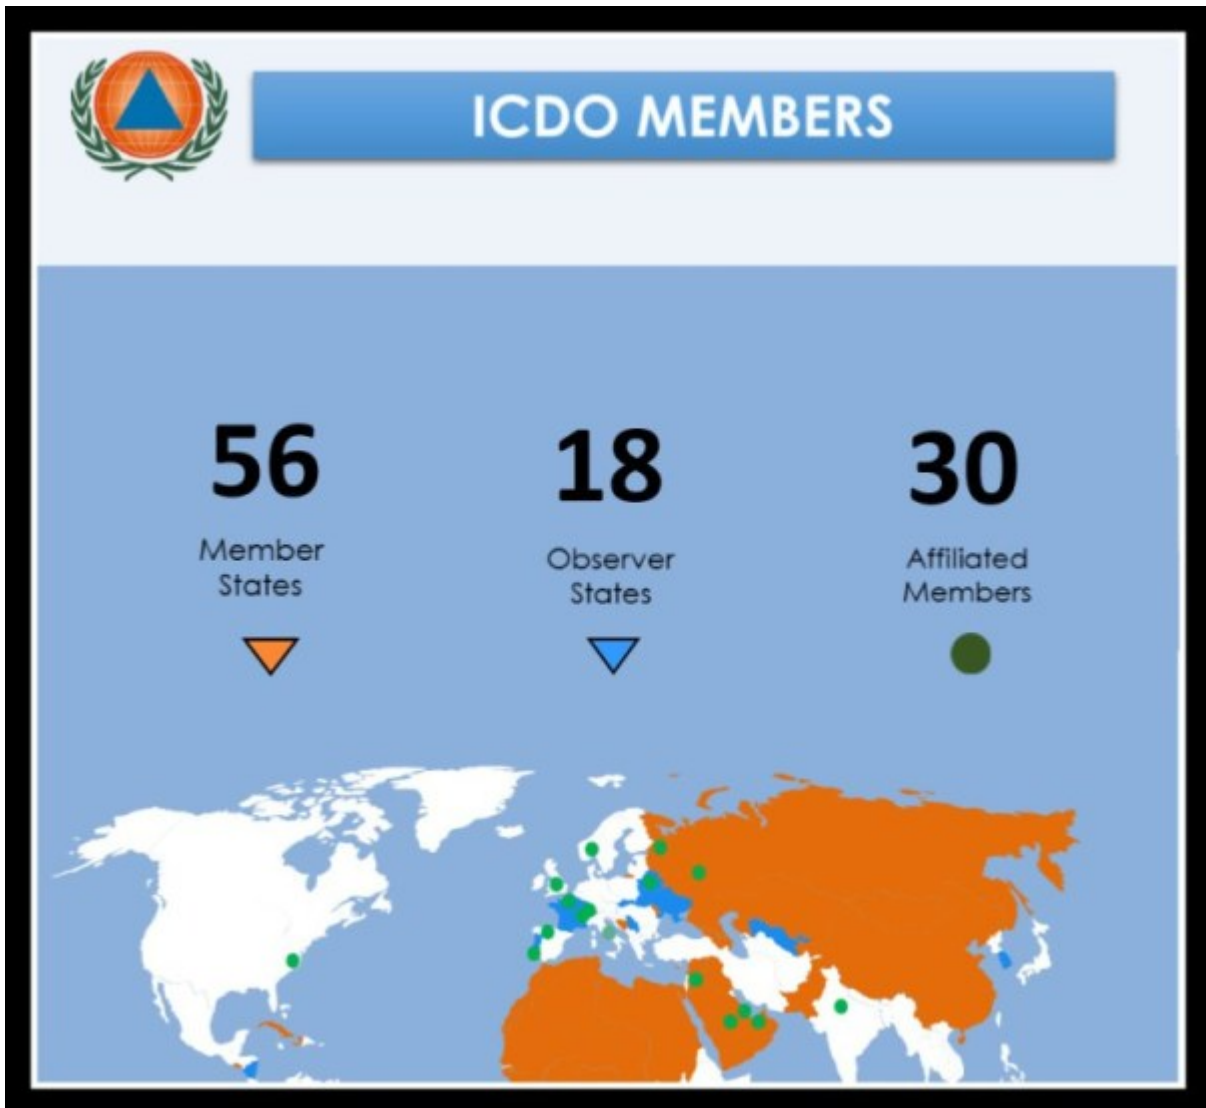 ICDO MEMBERS
56
Member
States
18
Observer
States
30
Affiliated
Members